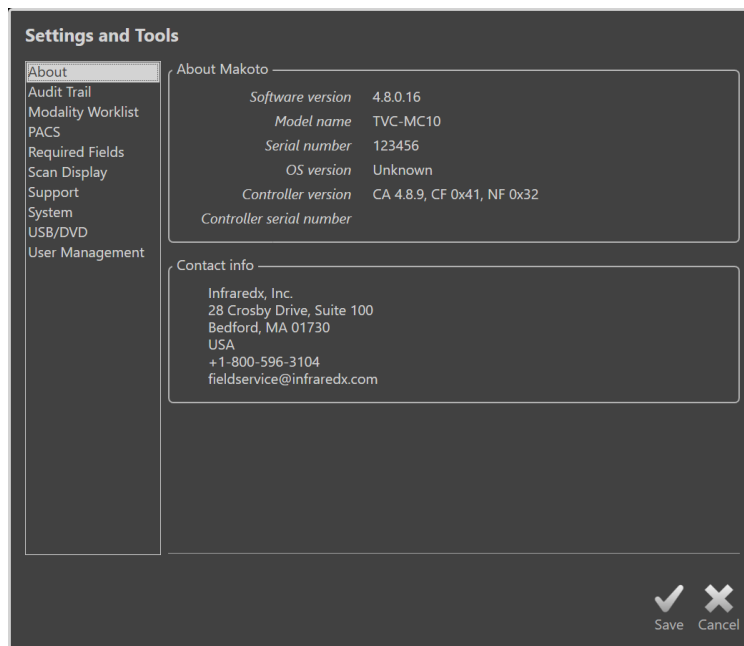 Settings and Tools
About
Audit Trail
Modality Worklist
PACS
Required Fields
Scan Display
Support
System
USB/DVD
User Management
About Makoto
Software version 4.8.0.16
Model name TVC-MC10
Serial number 123456
OS version Unknown
Controller version CA 4.8.9, CF 0x41, NF 0x32
Controller serial number
Contact info
Infraredx, Inc.
28 Crosby Drive, Suite 100
Bedford, MA 01730
USA
+1-800-596-3104
fieldservice@infraredx.com
Save Cancel